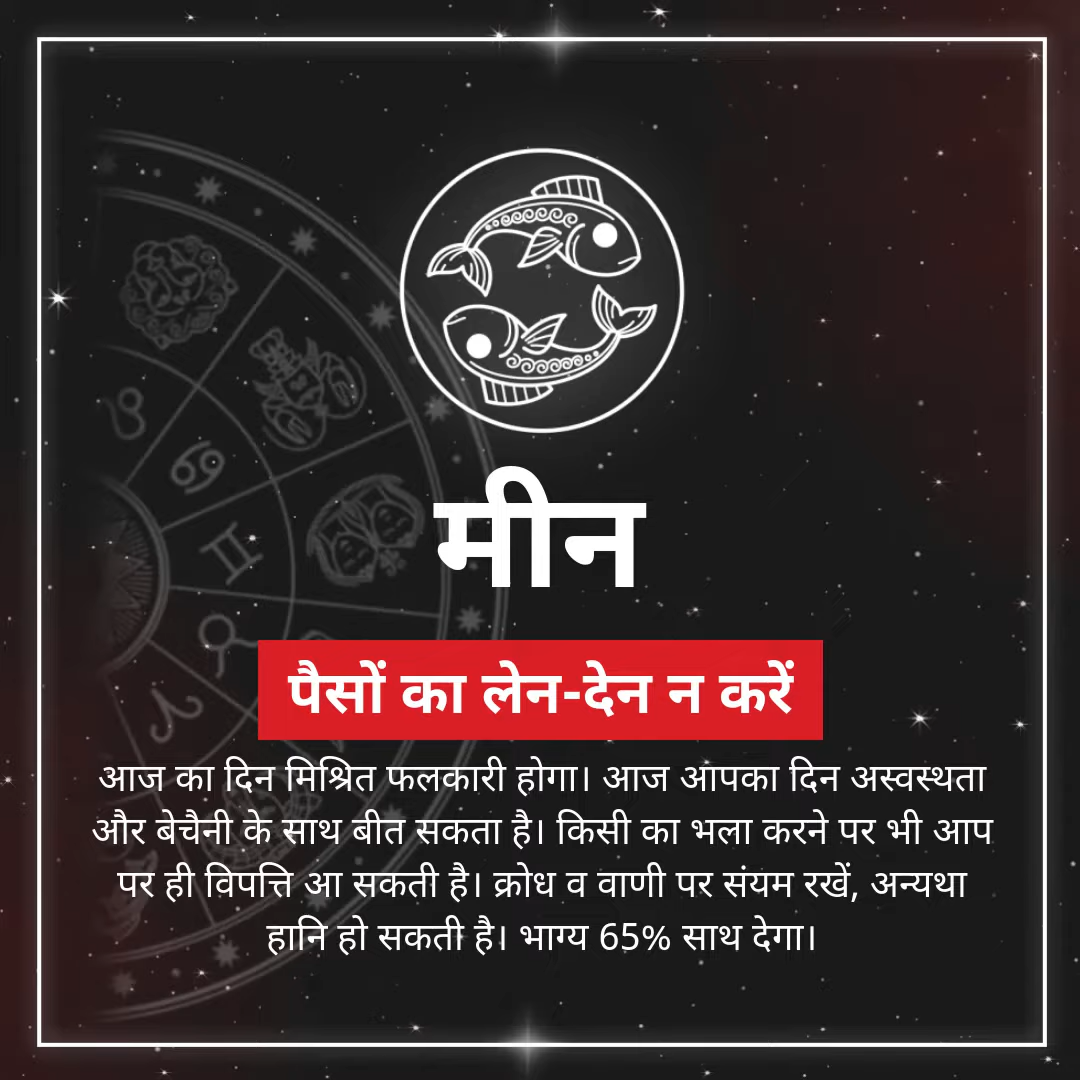 मीन
पैसों का लेन-देन न करें
आज का दिन मिश्रित फलकारी होगा। आज आपका दिन अस्वस्थता
और बेचैनी के साथ बीत सकता है। किसी का भला करने पर भी आप
पर ही विपत्ति आ सकती है। क्रोध व वाणी पर संयम रखें, अन्यथा
हानि हो सकती है। भाग्य 65% साथ देगा।